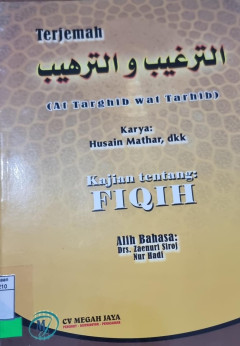 Terjemah
الترغيب و الترهيب
(At Targhib wat Tarhib)
Karya:
Husain Mathar, dkk
Kajian tentang:
FIQIH
Alih Bahasa:
Drs. Zaenuri Siroj
Nur Hadi
CV MEGAH JAYA